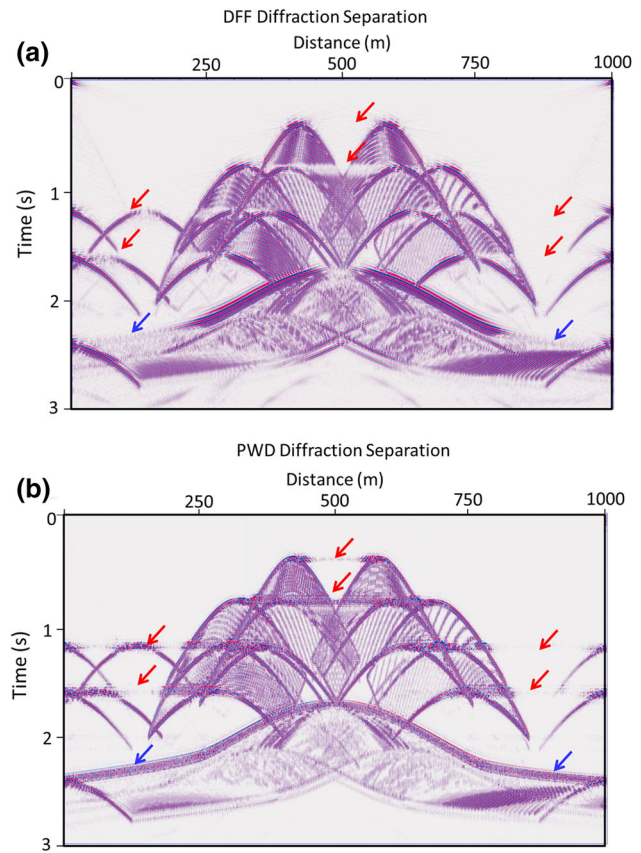 DFF Diffraction Separation
(a)
Distance (m)
250 500 750 1000
0
1
2
3
Time (s)
PWD Diffraction Separation
(b)
Distance (m)
250 500 750 1000
0
1
2
3
Time (s)